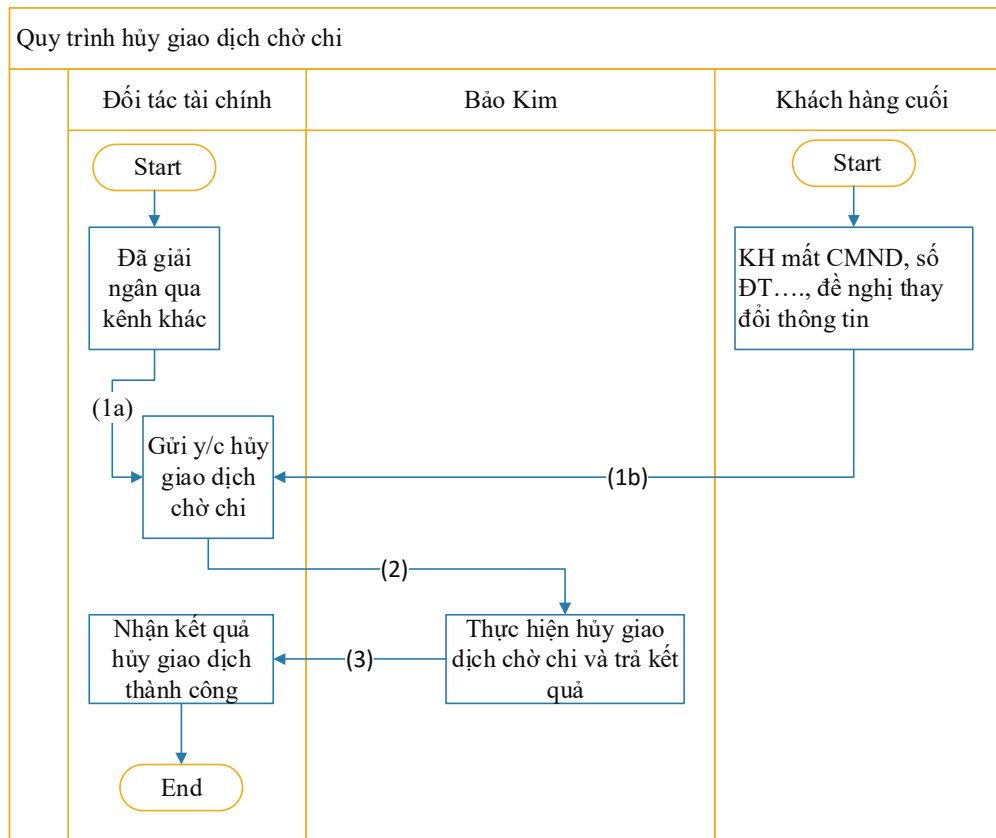 Quy trình hủy giao dịch chờ chi
Đối tác tài chính
Bảo Kim
Khách hàng cuối
Start
Start
Đã giải
ngân qua
kênh khác
KH mất CMND, số
ĐT…., đề nghị thay
đổi thông tin
(1a)
Gửi y/c hủy
giao dịch
chờ chi
(1b)
(2)
Nhận kết quả
hủy giao dịch
thành công
(3)
Thực hiện hủy giao
dịch chờ chi và trả kết
quả
End